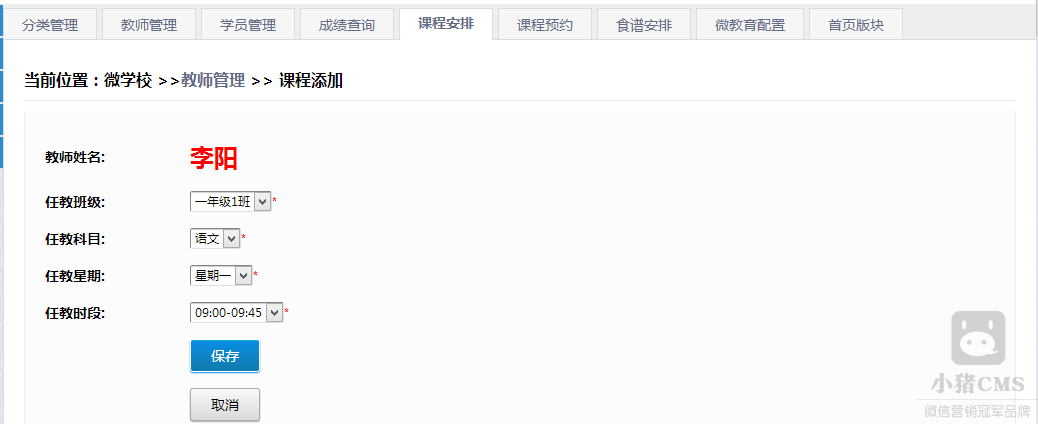 分类管理 教师管理 学员管理 成绩查询 课程安排 课程预约 食谱安排 微教育配置 首页版块
当前位置：微学校 >>教师管理 >> 课程添加
教师姓名: 李阳
任教班级: 一年级1班 *
任教科目: 语文 *
任教星期: 星期一 *
任教时段: 09:00-09:45 *
保存
取消
小猪CMS
微信营销冠军品牌